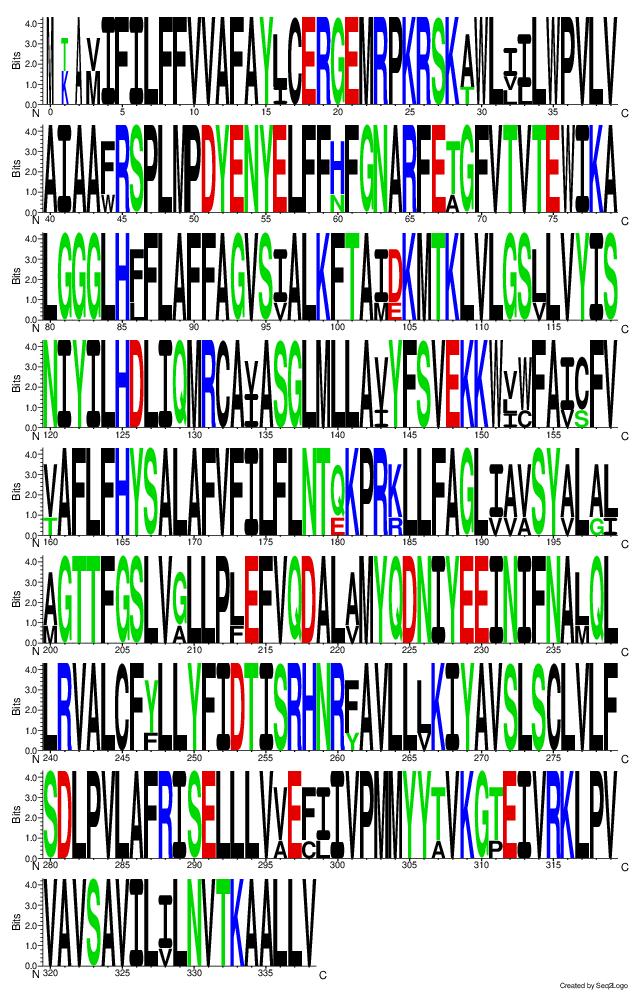 Bits
4.0 3.0 2.0 1.0 0.0
MTAVIFILFFVVAFAYLCERGEMRPKRSKAWLIILWPVLV
K M I T V L L
N 0 5 10 15 20 25 30 35 C
Bits
4.0 3.0 2.0 1.0 0.0
AIAAFRSPLMPDYENYELFFHFGNARFETGFVTVTEWIKA
W N A
N 40 45 50 55 60 65 70 75 C
Bits
4.0 3.0 2.0 1.0 0.0
LGGGLHFFLAFFAGVSIALKFTAIDKMTKLVLGSLLVYIS
L V M E L
N 80 85 90 95 100 105 110 115 C
Bits
4.0 3.0 2.0 1.0 0.0
NIYILHDLIQMRCAVASGLMLLAVYFSVEKKWVWFAICFV
I I L C V S
N 120 125 130 135 140 145 150 155 C
Bits
4.0 3.0 2.0 1.0 0.0
VAFLFHYSALAFVFILFLNTQKPRKLLFAGLIAVSYALAL
T E R V V A V G I
N 160 165 170 175 180 185 190 195 C
Bits
4.0 3.0 2.0 1.0 0.0
AGTTFGSLVGLLPLEFVQDALAMYQDNIYEEINIFNALQL
M A F V M
N 200 205 210 215 220 225 230 235 C
Bits
4.0 3.0 2.0 1.0 0.0
LRVALCFYLLYFIDTISRHNRFAVLLLKIYAVSLSCLVLF
F Y V
N 240 245 250 255 260 265 270 275 C
Bits
4.0 3.0 2.0 1.0 0.0
SDLPVLAFRISELLLVVEFIIVPMMYYTVKGTEIVRKLPV
A C L A P
N 280 285 290 295 300 305 310 315 C
Bits
4.0 3.0 2.0 1.0 0.0
VAVSAVILILNVTKAALLV
V
N 320 325 330 335 C
Created by Seq2Logo